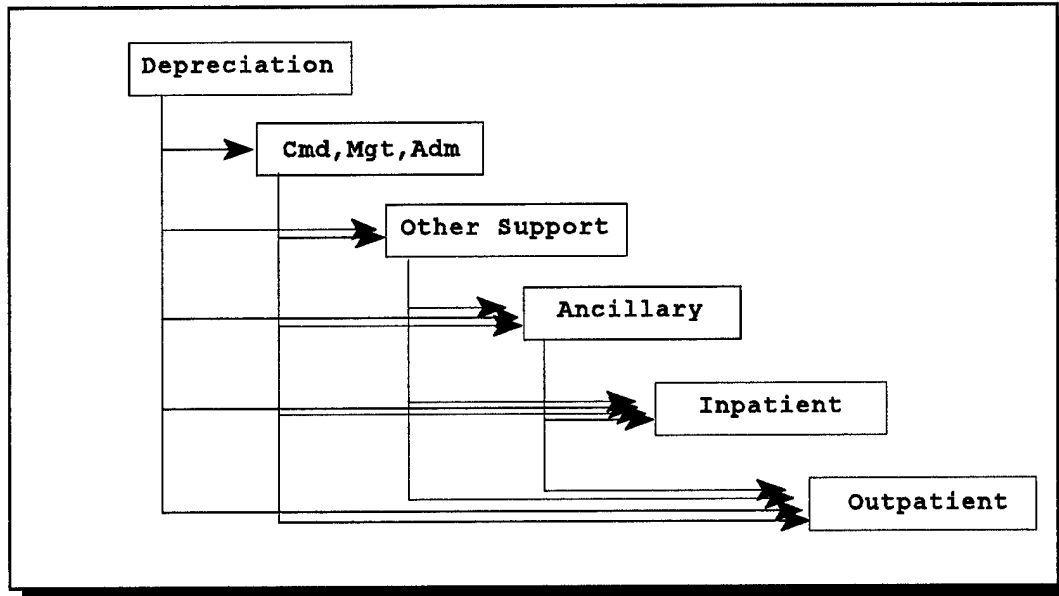 Depreciation
Cmd,Mgt,Adm
Other Support
Ancillary
Inpatient
Outpatient